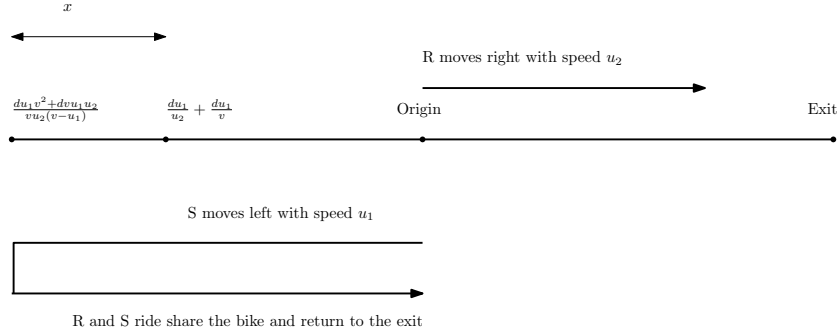 x
R moves right with speed u_2
\frac{du_1v^2+dvu_1u_2}{vu_2(v-u_1)} \frac{du_1}{u_2} + \frac{du_1}{v} Origin Exit
S moves left with speed u_1
R and S ride share the bike and return to the exit